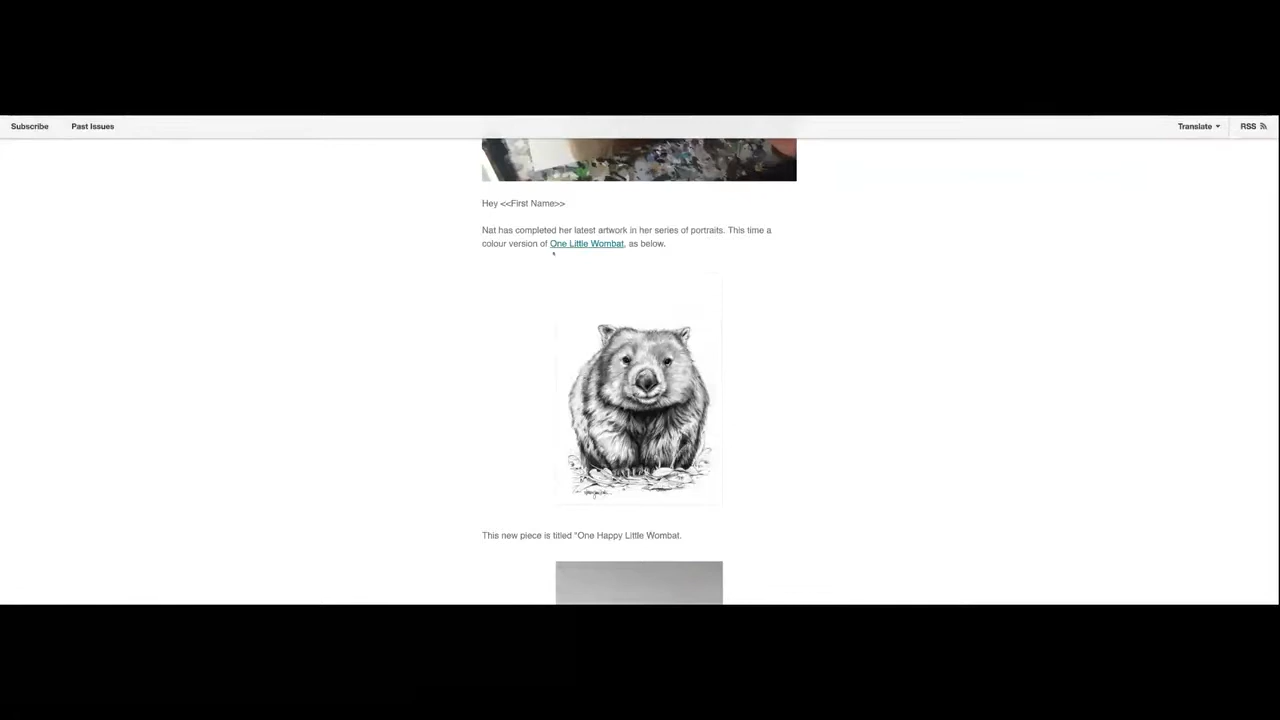 Subscribe
Past Issues
Translate
RSS
Hey <<First Name>>
Nat has completed her latest artwork in her series of portraits. This time a
colour version of One Little Wombat, as below.
This new piece is titled "One Happy Little Wombat.